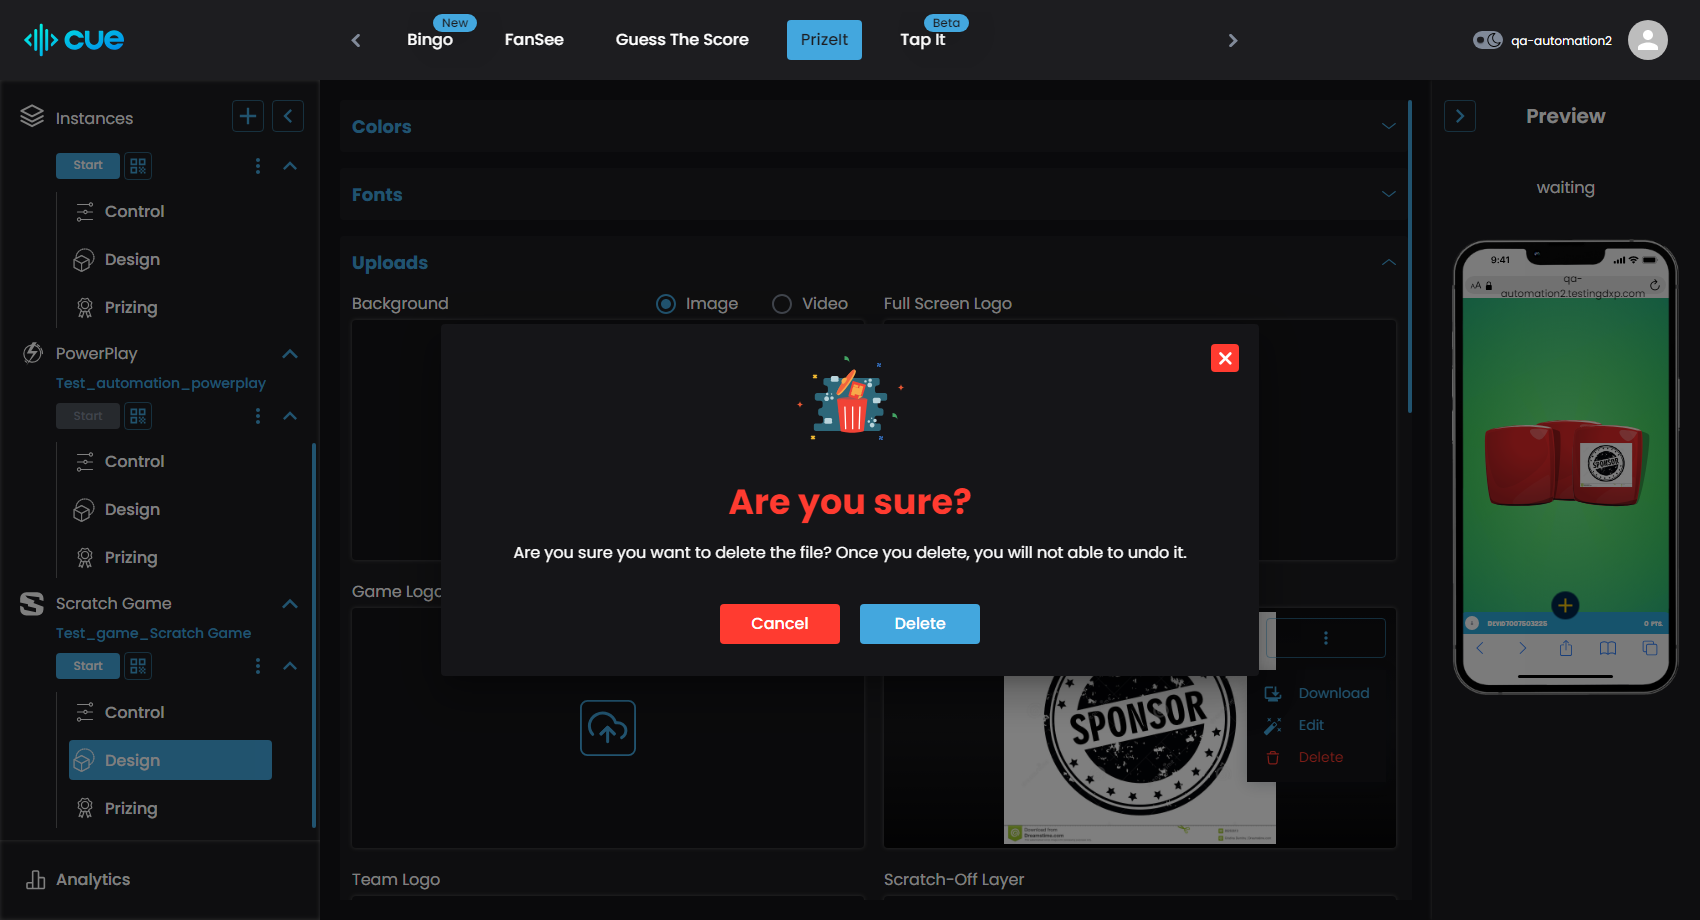 cue
New
Beta
Bingo
FanSee
Guess The Score
PrizeIt
Tap It
qa-automation2
Instances
Start
Control
Design
Prizing
PowerPlay
Test_automation_powerplay
Start
Control
Design
Prizing
Scratch Game
Test_game_Scratch Game
Start
Control
Design
Prizing
Analytics
Colors
Fonts
Uploads
Background
Image
Video
Full Screen Logo
Are you sure?
Are you sure you want to delete the file? Once you delete, you will not able to undo it.
Cancel
Delete
Game Logo
SPONSOR
Download from
Dreamstime.com
Download
Edit
Delete
Team Logo
Scratch-Off Layer
Preview
waiting
9:41
AA
qa-
automation2.testingdxp.com
SPONSOR
0 PTS.